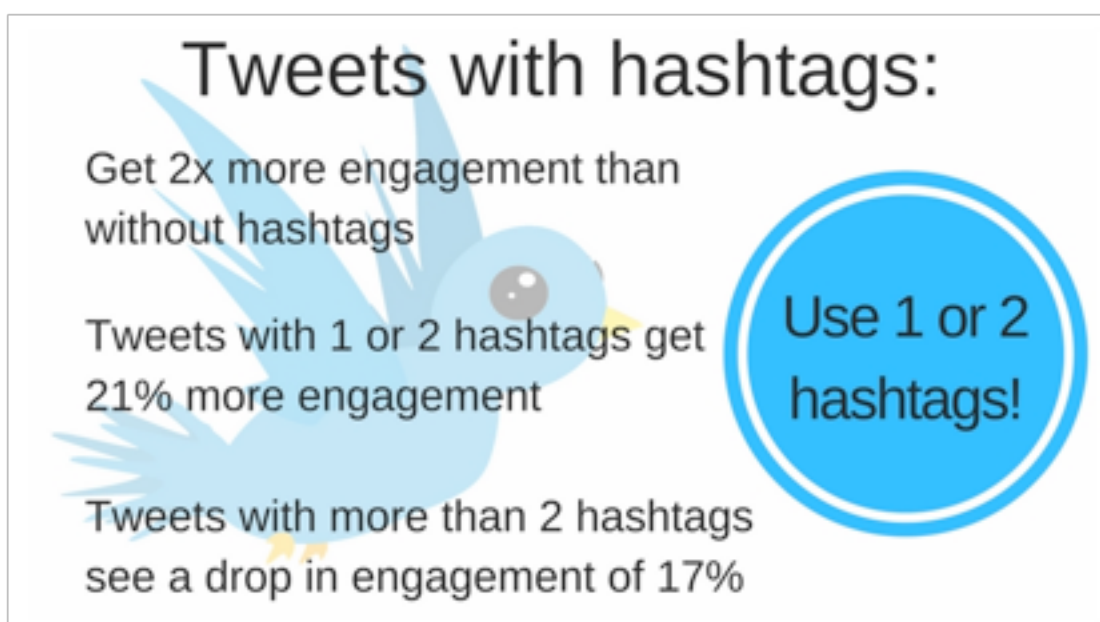 Tweets with hashtags:
Get 2x more engagement than
without hashtags
Tweets with 1 or 2 hashtags get
21% more engagement
Tweets with more than 2 hashtags
see a drop in engagement of 17%
Use 1 or 2
hashtags!